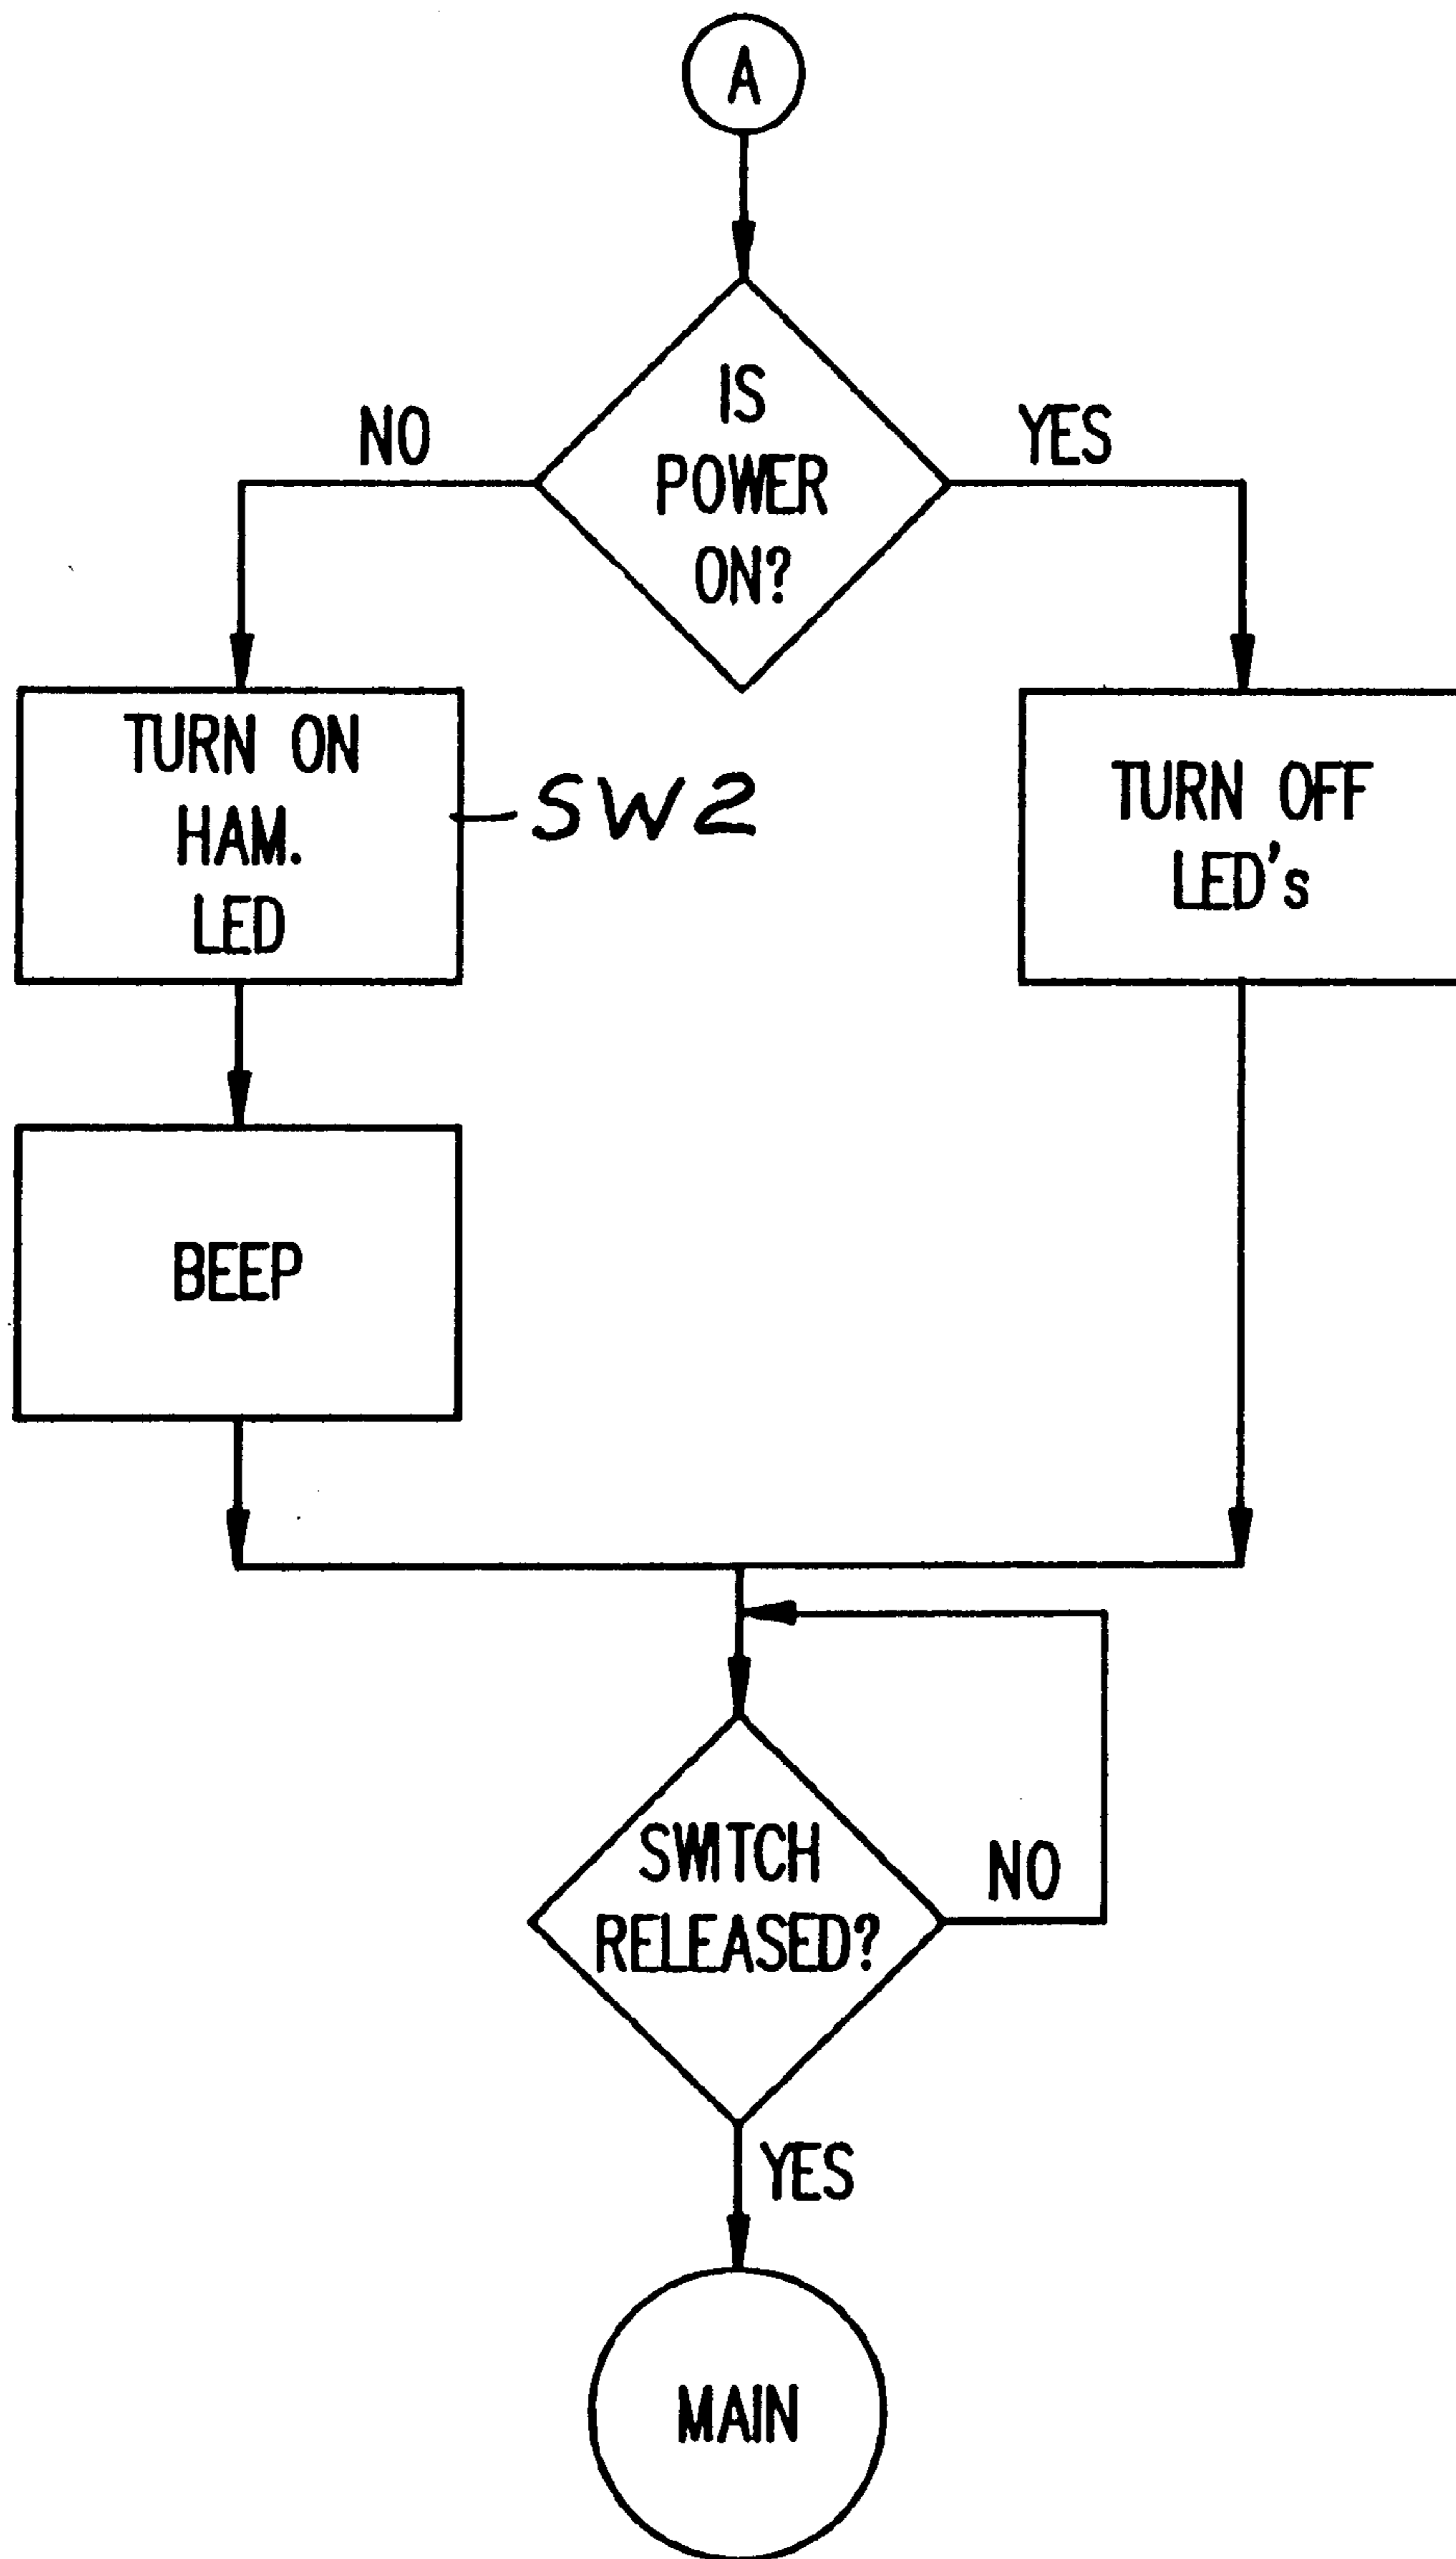 A
IS
POWER
ON?
NO
YES
TURN ON
HAM.
LED
SW2
TURN OFF
LED's
BEEP
SWITCH
RELEASED?
NO
YES
MAIN